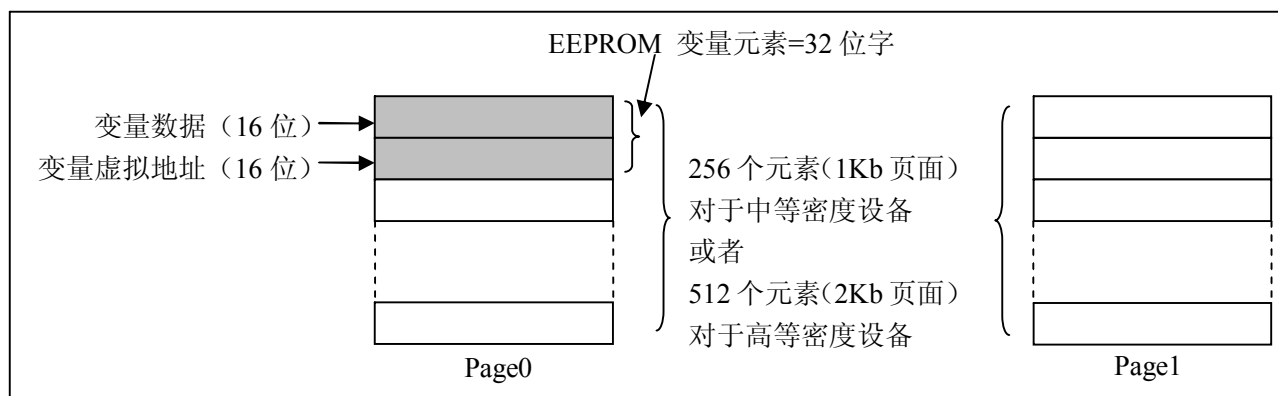 EEPROM 变量元素=32 位字
变量数据（16 位）
变量虚拟地址（16 位）
256 个元素（1Kb 页面）
对于中等密度设备
或者
512 个元素（2Kb 页面）
对于高等密度设备
Page0
Page1